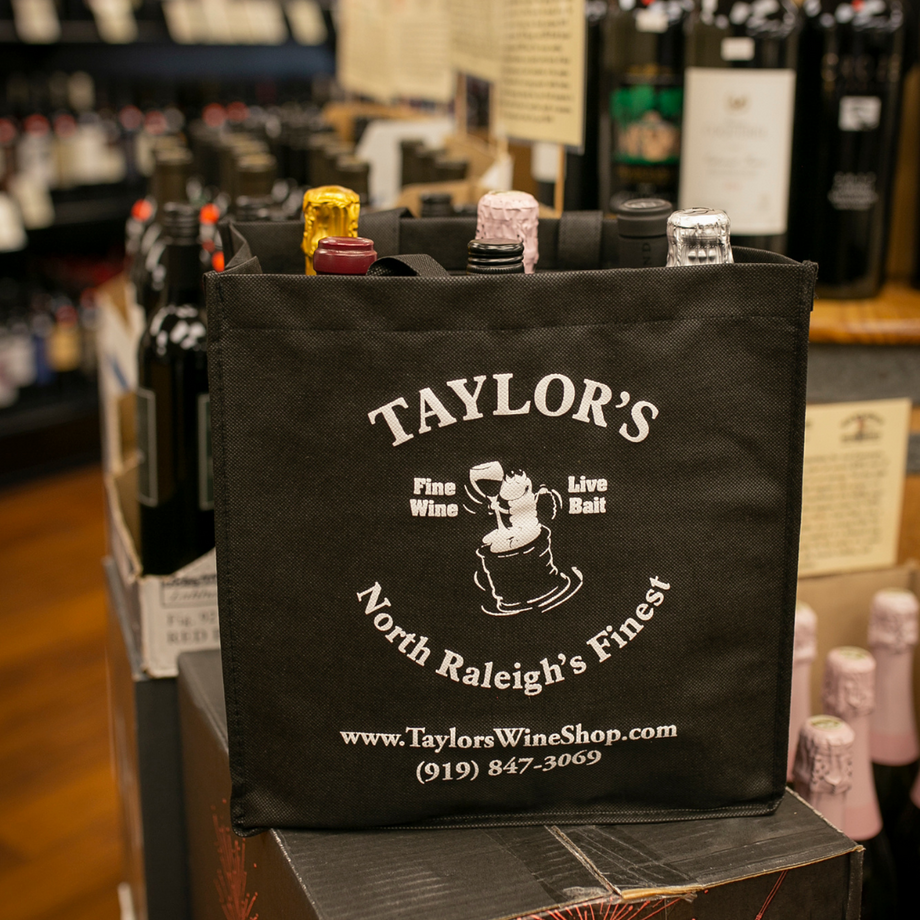 TAYLOR'S
Fine Wine
Live Bait
North Raleigh's Finest
www.TaylorsWineShop.com
(919) 847-3069